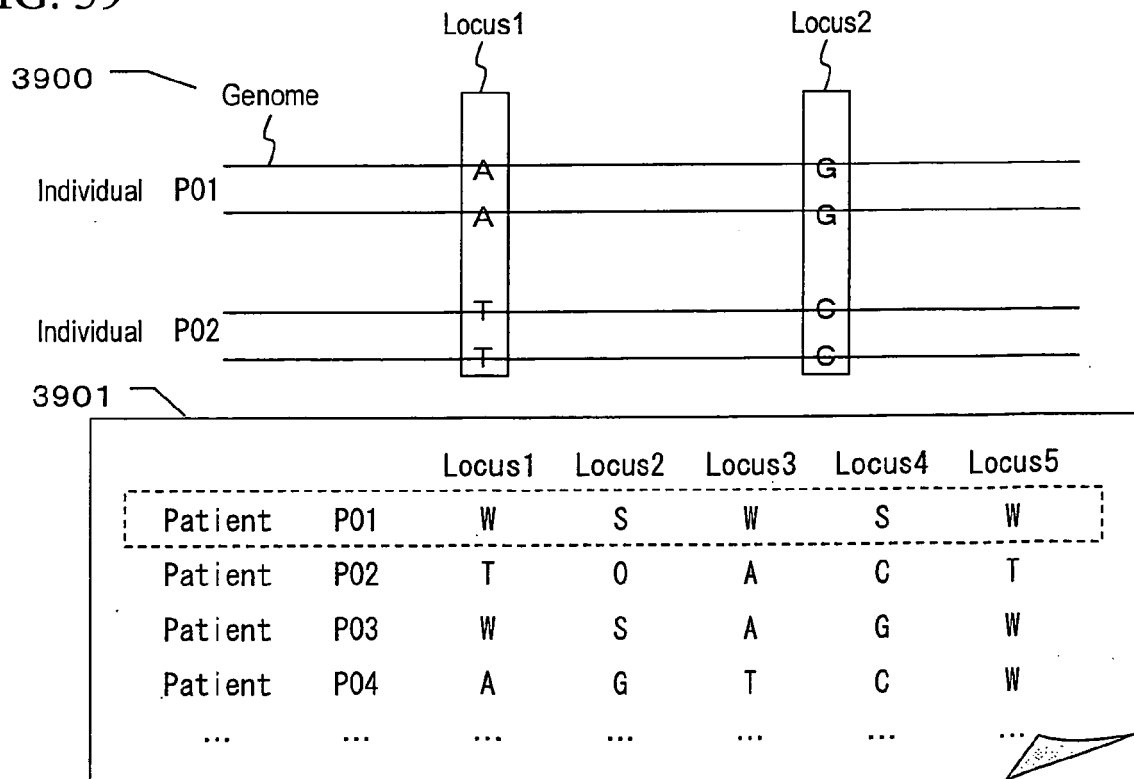 Locus1 Locus2
3900
Genome
A G
Individual P01
A G
T C
Individual P02
T C
3901
Locus1 Locus2 Locus3 Locus4 Locus5
Patient P01 W S W S W
Patient P02 T O A C T
Patient P03 W S A G W
Patient P04 A G T C W
... ... ... ... ... ... ...